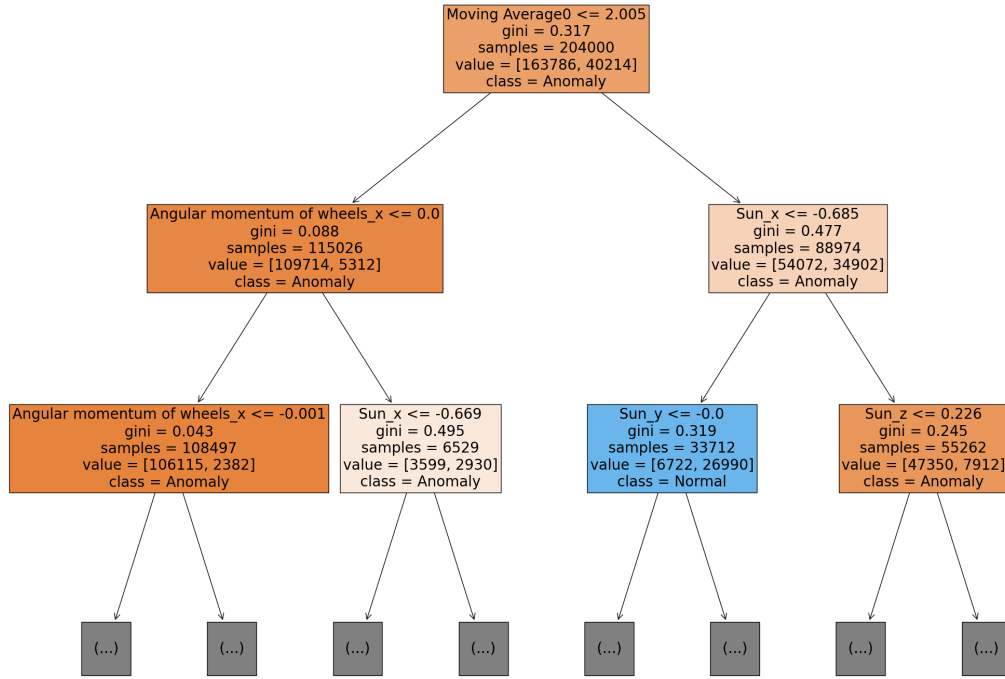 Moving Average0 <= 2.005
gini = 0.317
samples = 204000
value = [163786, 40214]
class = Anomaly
Angular momentum of wheels_x <= 0.0
gini = 0.088
samples = 115026
value = [109714, 5312]
class = Anomaly
Sun_x <= -0.685
gini = 0.477
samples = 88974
value = [54072, 34902]
class = Anomaly
Angular momentum of wheels_x <= -0.001
gini = 0.043
samples = 108497
value = [106115, 2382]
class = Anomaly
Sun_x <= -0.669
gini = 0.495
samples = 6529
value = [3599, 2930]
class = Anomaly
Sun_y <= -0.0
gini = 0.319
samples = 33712
value = [6722, 26990]
class = Normal
Sun_z <= 0.226
gini = 0.245
samples = 55262
value = [47350, 7912]
class = Anomaly
(...)
(...)
(...)
(...)
(...)
(...)
(...)
(...)